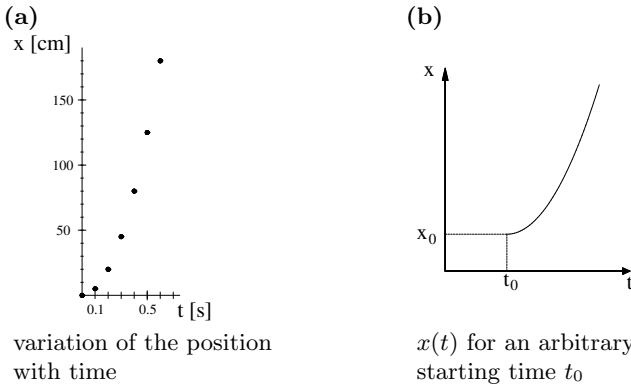 (a)
x [cm]
150
100
50
0
0.1
0.5
t [s]
variation of the position
with time
(b)
x
x₀
t₀
t
x(t) for an arbitrary
starting time t₀